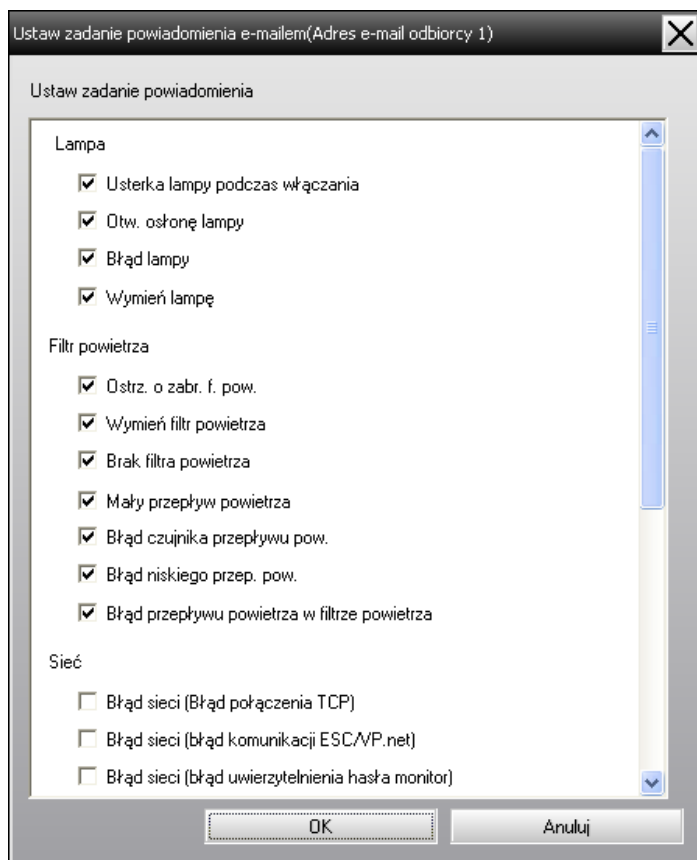 Ustaw zadanie powiadomienia e-mailem(Adres e-mail odbiorcy 1)
Ustaw zadanie powiadomienia
Lampa
Usterka lampy podczas włączania
Otw. osłonę lampy
Błąd lampy
Wymień lampę
Filtr powietrza
Ostrz. o zabr. f. pow.
Wymień filtr powietrza
Brak filtra powietrza
Mały przepływ powietrza
Błąd czujnika przepływu pow.
Błąd niskiego przep. pow.
Błąd przepływu powietrza w filtrze powietrza
Sieć
Błąd sieci (Błąd połączenia TCP)
Błąd sieci (błąd komunikacji ESC/VP.net)
Błąd sieci (błąd uwierzytelnienia hasła monitor)
OK
Anuluj